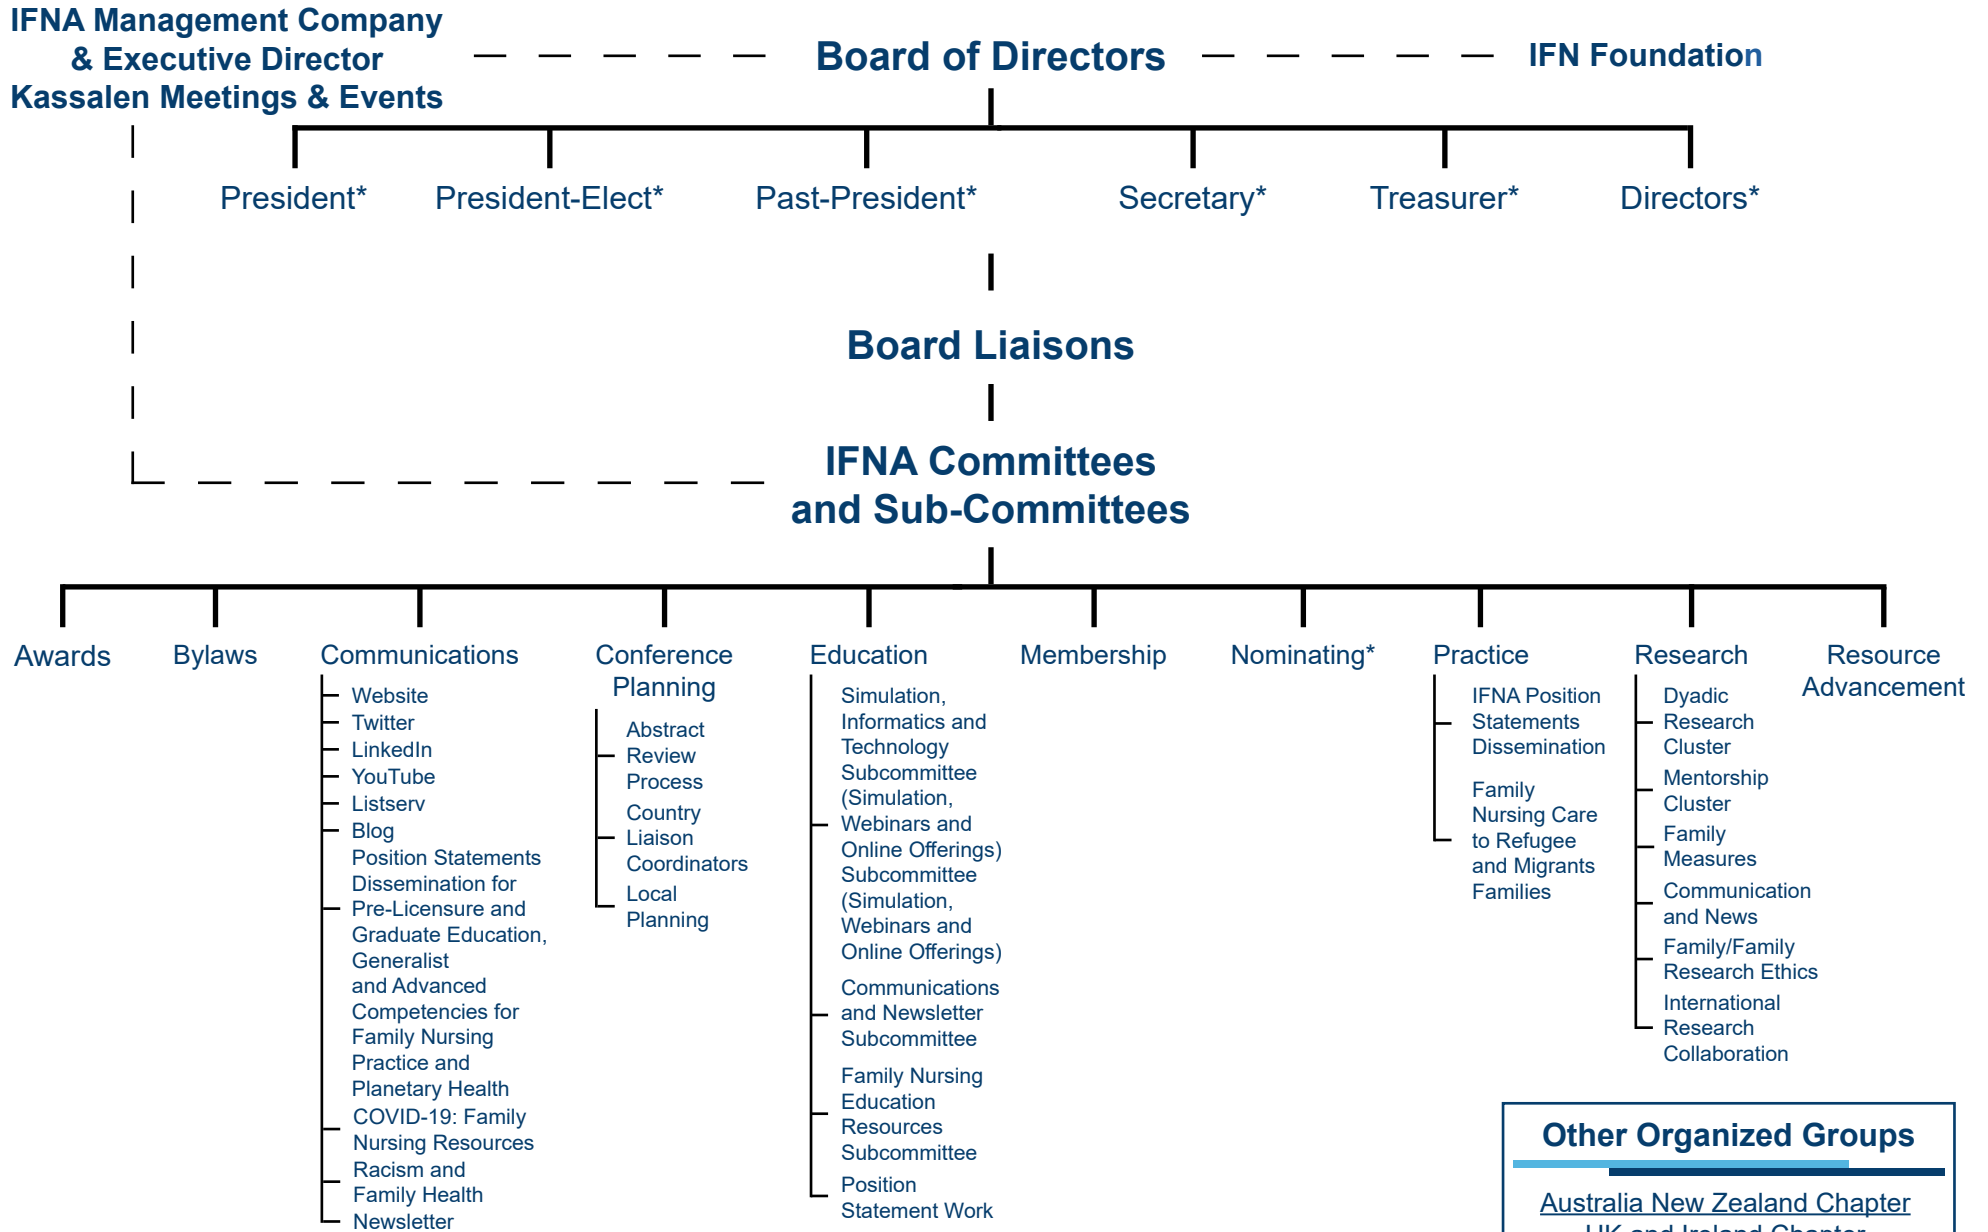 IFNA Management Company
& Executive Director
Kassalen Meetings & Events
Board of Directors
IFN Foundation
President*
President-Elect*
Past-President*
Secretary*
Treasurer*
Directors*
Board Liaisons
IFNA Committees
and Sub-Committees
Awards
Bylaws
Communications
Website
Twitter
LinkedIn
YouTube
Listserv
Blog
Position Statements
Dissemination for
Pre-Licensure and
Graduate Education,
Generalist
and Advanced
Competencies for
Family Nursing
Practice and
Planetary Health
COVID-19: Family
Nursing Resources
Racism and
Family Health
Newsletter
Conference
Planning
Abstract
Review
Process
Country
Liaison
Coordinators
Local
Planning
Education
Simulation,
Informatics and
Technology
Subcommittee
(Simulation,
Webinars and
Online Offerings)
Subcommittee
(Simulation,
Webinars and
Online Offerings)
Communications
and Newsletter
Subcommittee
Family Nursing
Education
Resources
Subcommittee
Position
Statement Work
Membership
Nominating*
Practice
IFNA Position
Statements
Dissemination
Family
Nursing Care
to Refugee
and Migrants
Families
Research
Dyadic
Research
Cluster
Mentorship
Cluster
Family
Measures
Communication
and News
Family/Family
Research Ethics
International
Research
Collaboration
Resource
Advancement
Other Organized Groups
Australia New Zealand Chapter
UK and Ireland Chapter